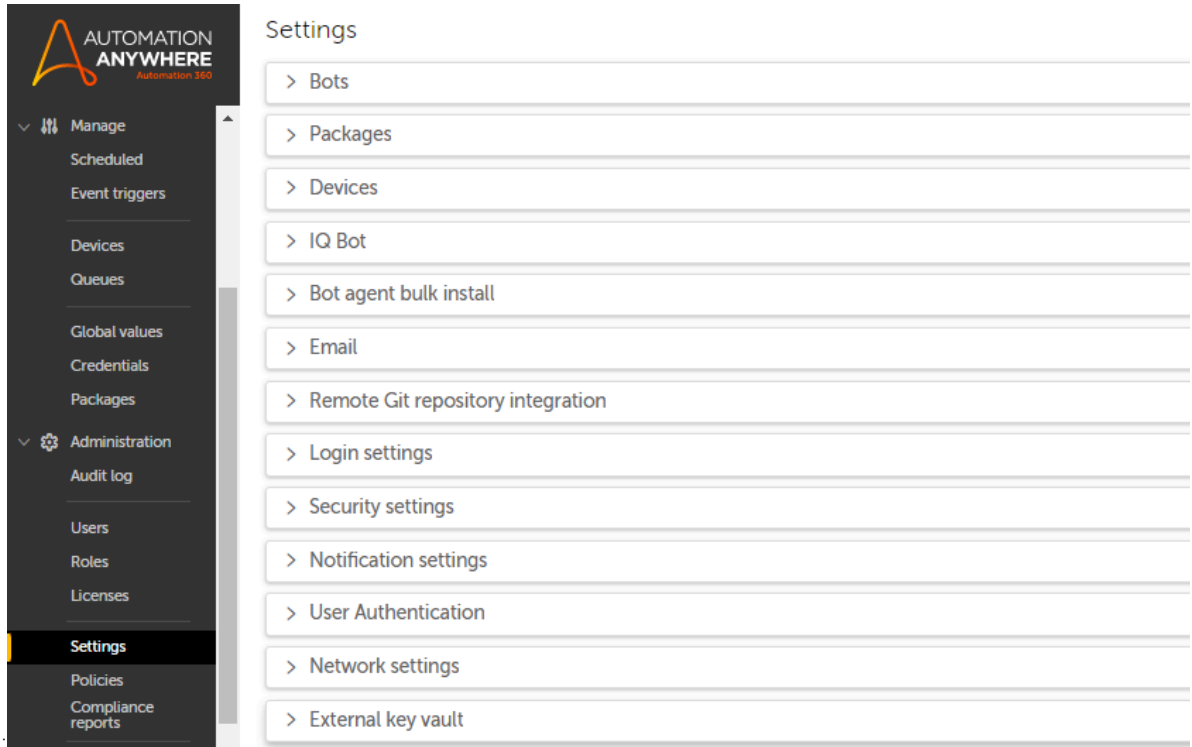 AUTOMATION
ANYWHERE
Automation 360
Manage
Scheduled
Event triggers
Devices
Queues
Global values
Credentials
Packages
Administration
Audit log
Users
Roles
Licenses
Settings
Policies
Compliance
reports
Settings
Bots
Packages
Devices
IQ Bot
Bot agent bulk install
Email
Remote Git repository integration
Login settings
Security settings
Notification settings
User Authentication
Network settings
External key vault